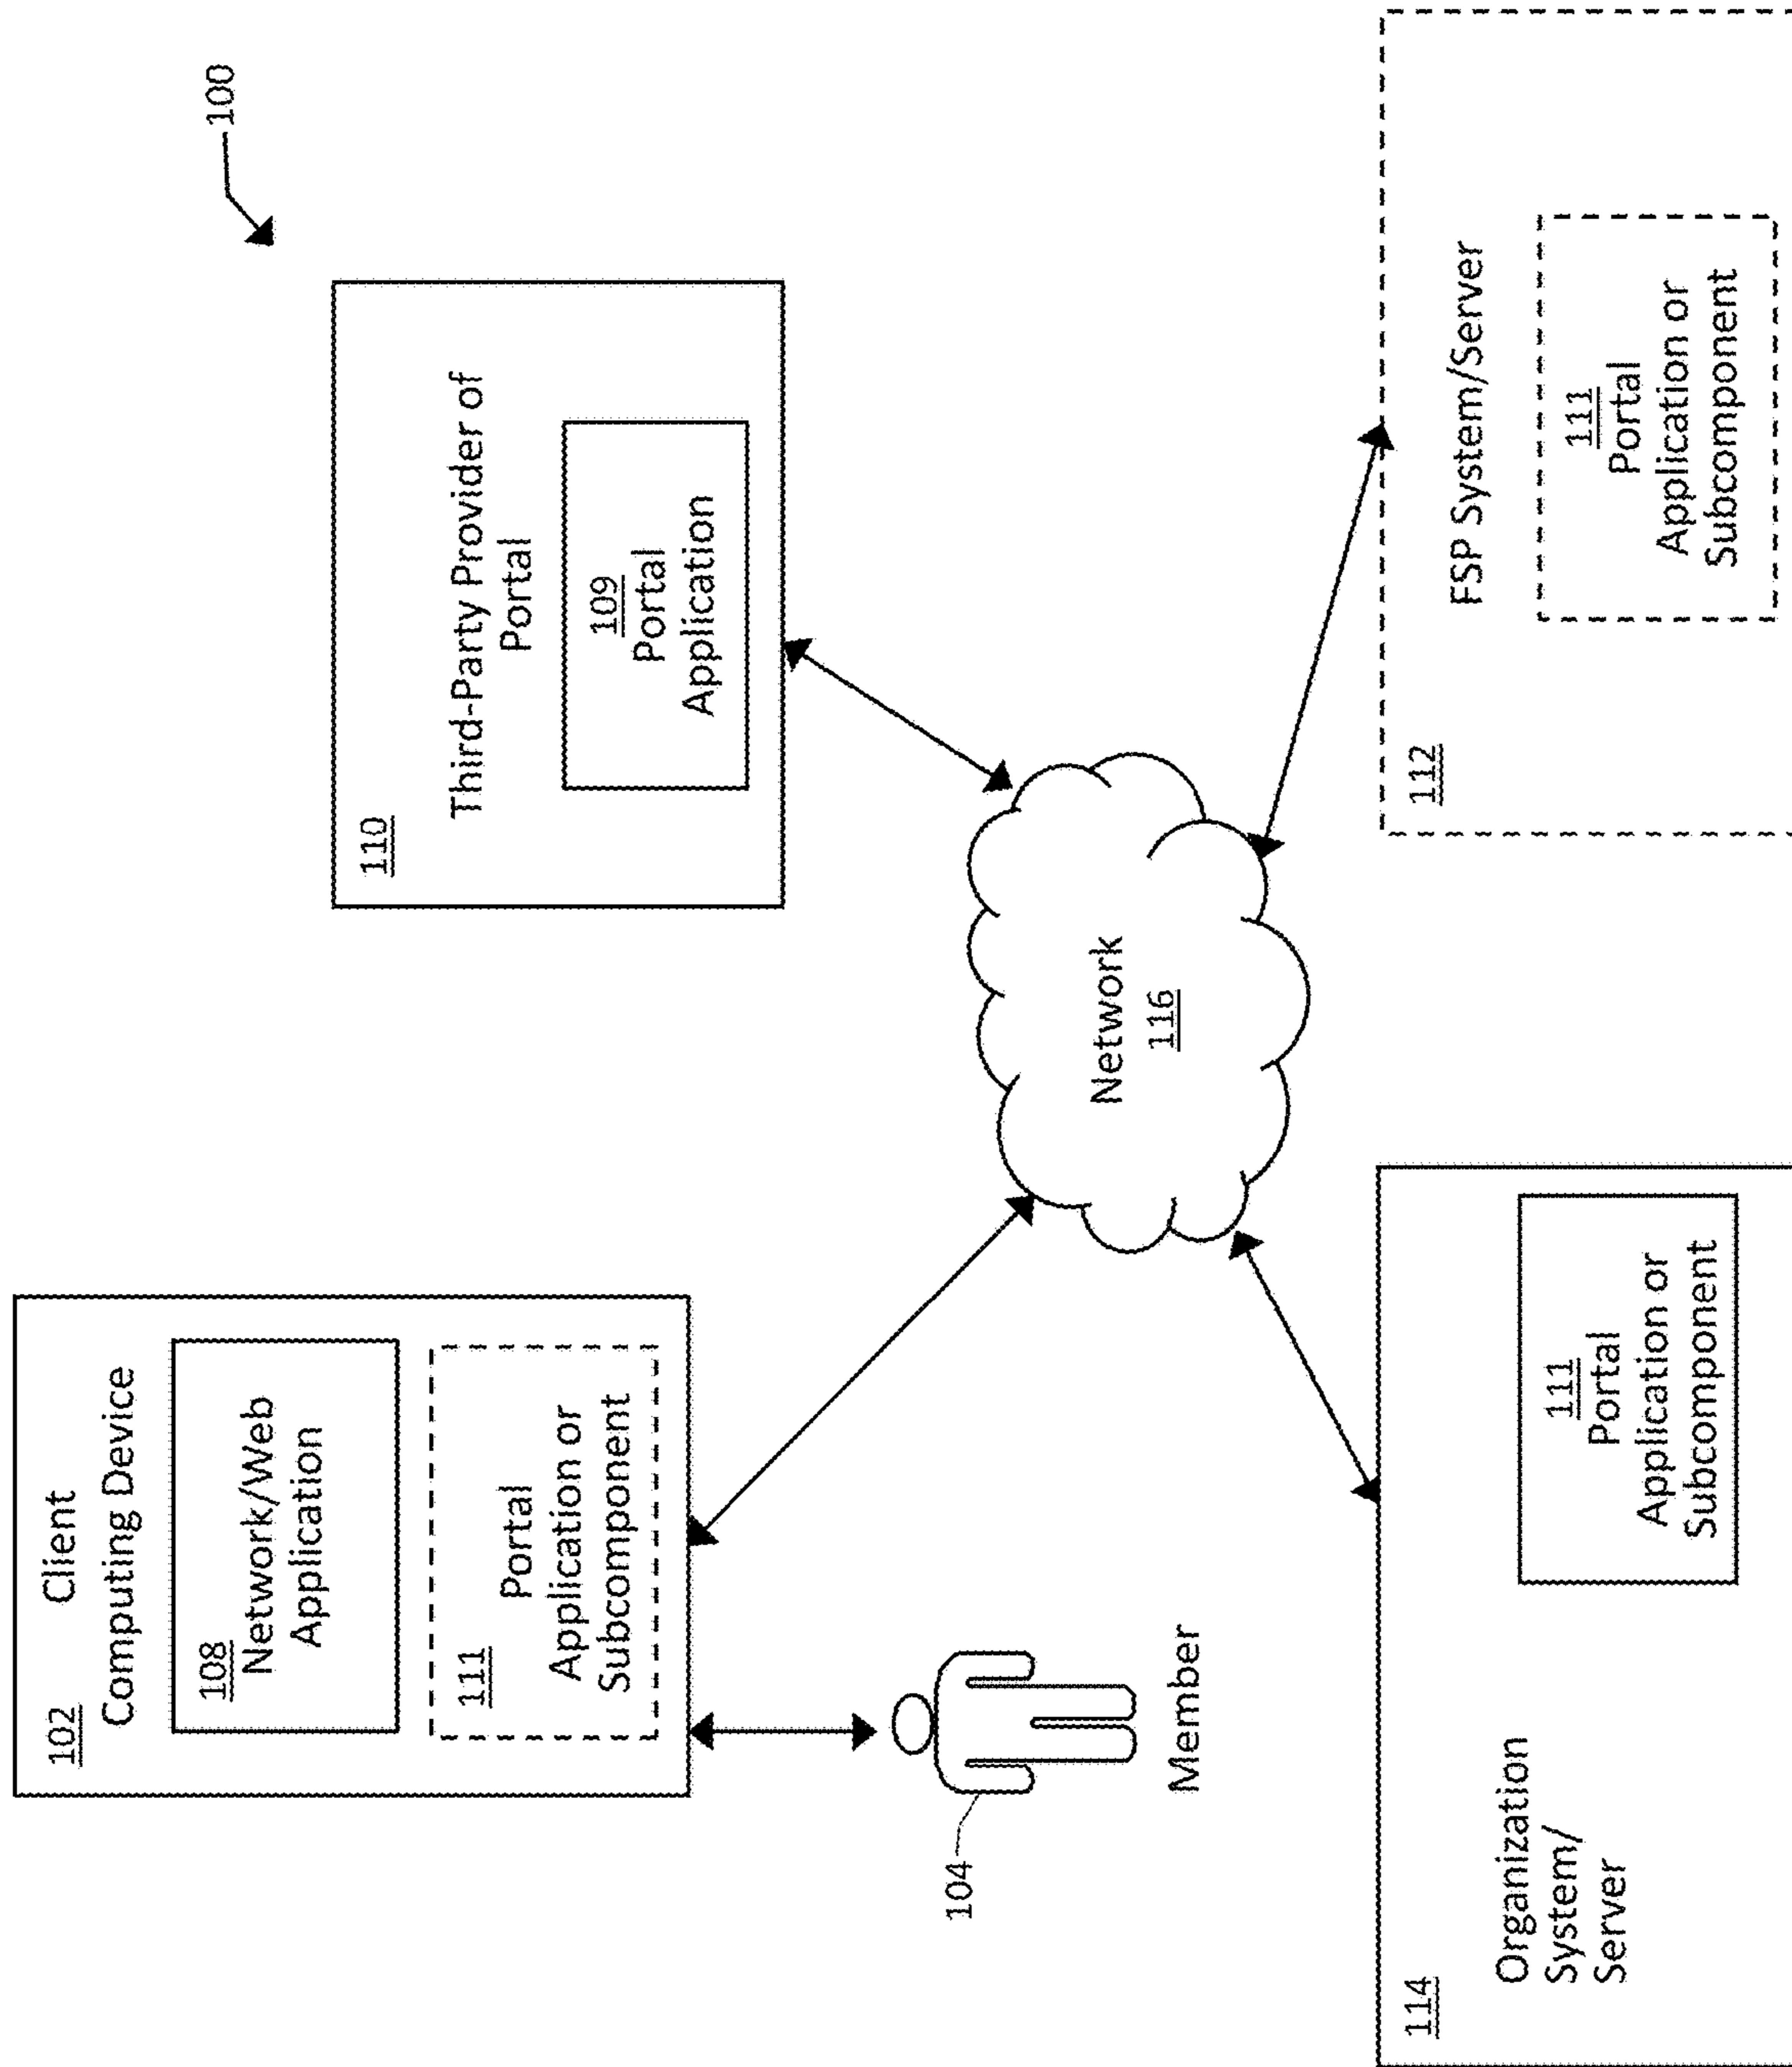 100
102
Client
Computing Device
108
Network/Web
Application
111
Portal
Application or
Subcomponent
104
Member
110
Third-Party Provider of
Portal
109
Portal
Application
Network
116
114
Organization
System/
Server
111
Portal
Application or
Subcomponent
112
FSP System/Server
111
Portal
Application or
Subcomponent